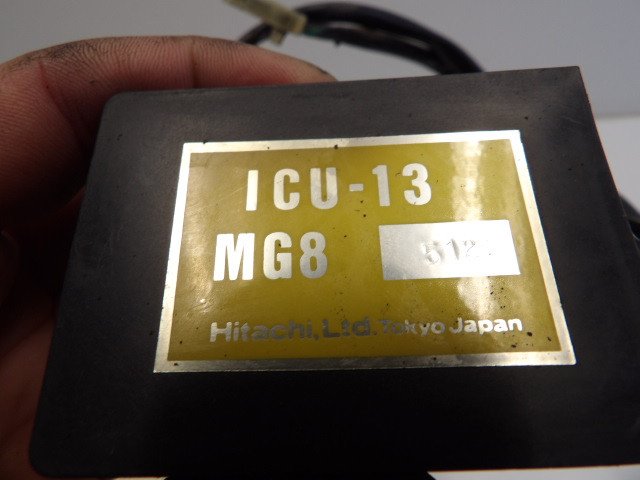 ICU-13
MG8
Hitachi, Ltd. Tokyo Japan